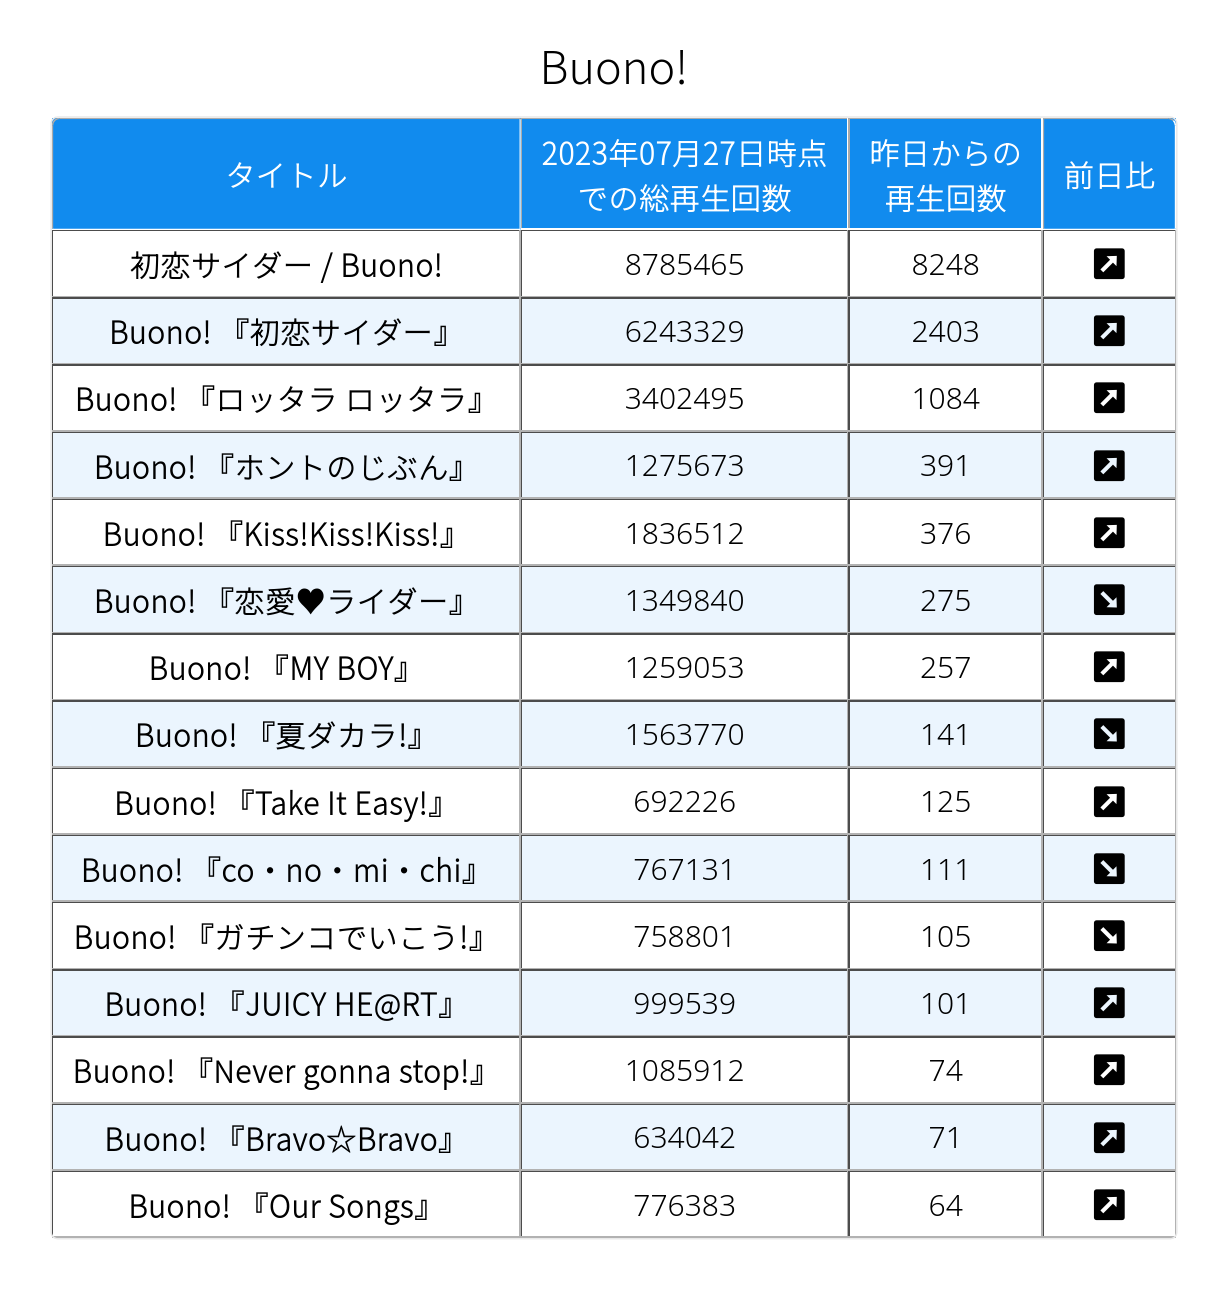 Buono!
タイトル 2023年07月27日時点 昨日からの 前日比
での総再生回数 再生回数
初恋サイダー / Buono! 8785465 8248 ↗
Buono! 『初恋サイダー』 6243329 2403 ↗
Buono! 『ロッタラ ロッタラ』 3402495 1084 ↗
Buono! 『ホントのじぶん』 1275673 391 ↗
Buono! 『Kiss!Kiss!Kiss!』 1836512 376 ↗
Buono! 『恋愛♥ライダー』 1349840 275 ↘
Buono! 『MY BOY』 1259053 257 ↗
Buono! 『夏ダカラ!』 1563770 141 ↘
Buono! 『Take It Easy!』 692226 125 ↗
Buono! 『co・no・mi・chi』 767131 111 ↘
Buono! 『ガチンコでいこう!』 758801 105 ↘
Buono! 『JUICY HE@RT』 999539 101 ↗
Buono! 『Never gonna stop!』 1085912 74 ↗
Buono! 『Bravo☆Bravo』 634042 71 ↗
Buono! 『Our Songs』 776383 64 ↗